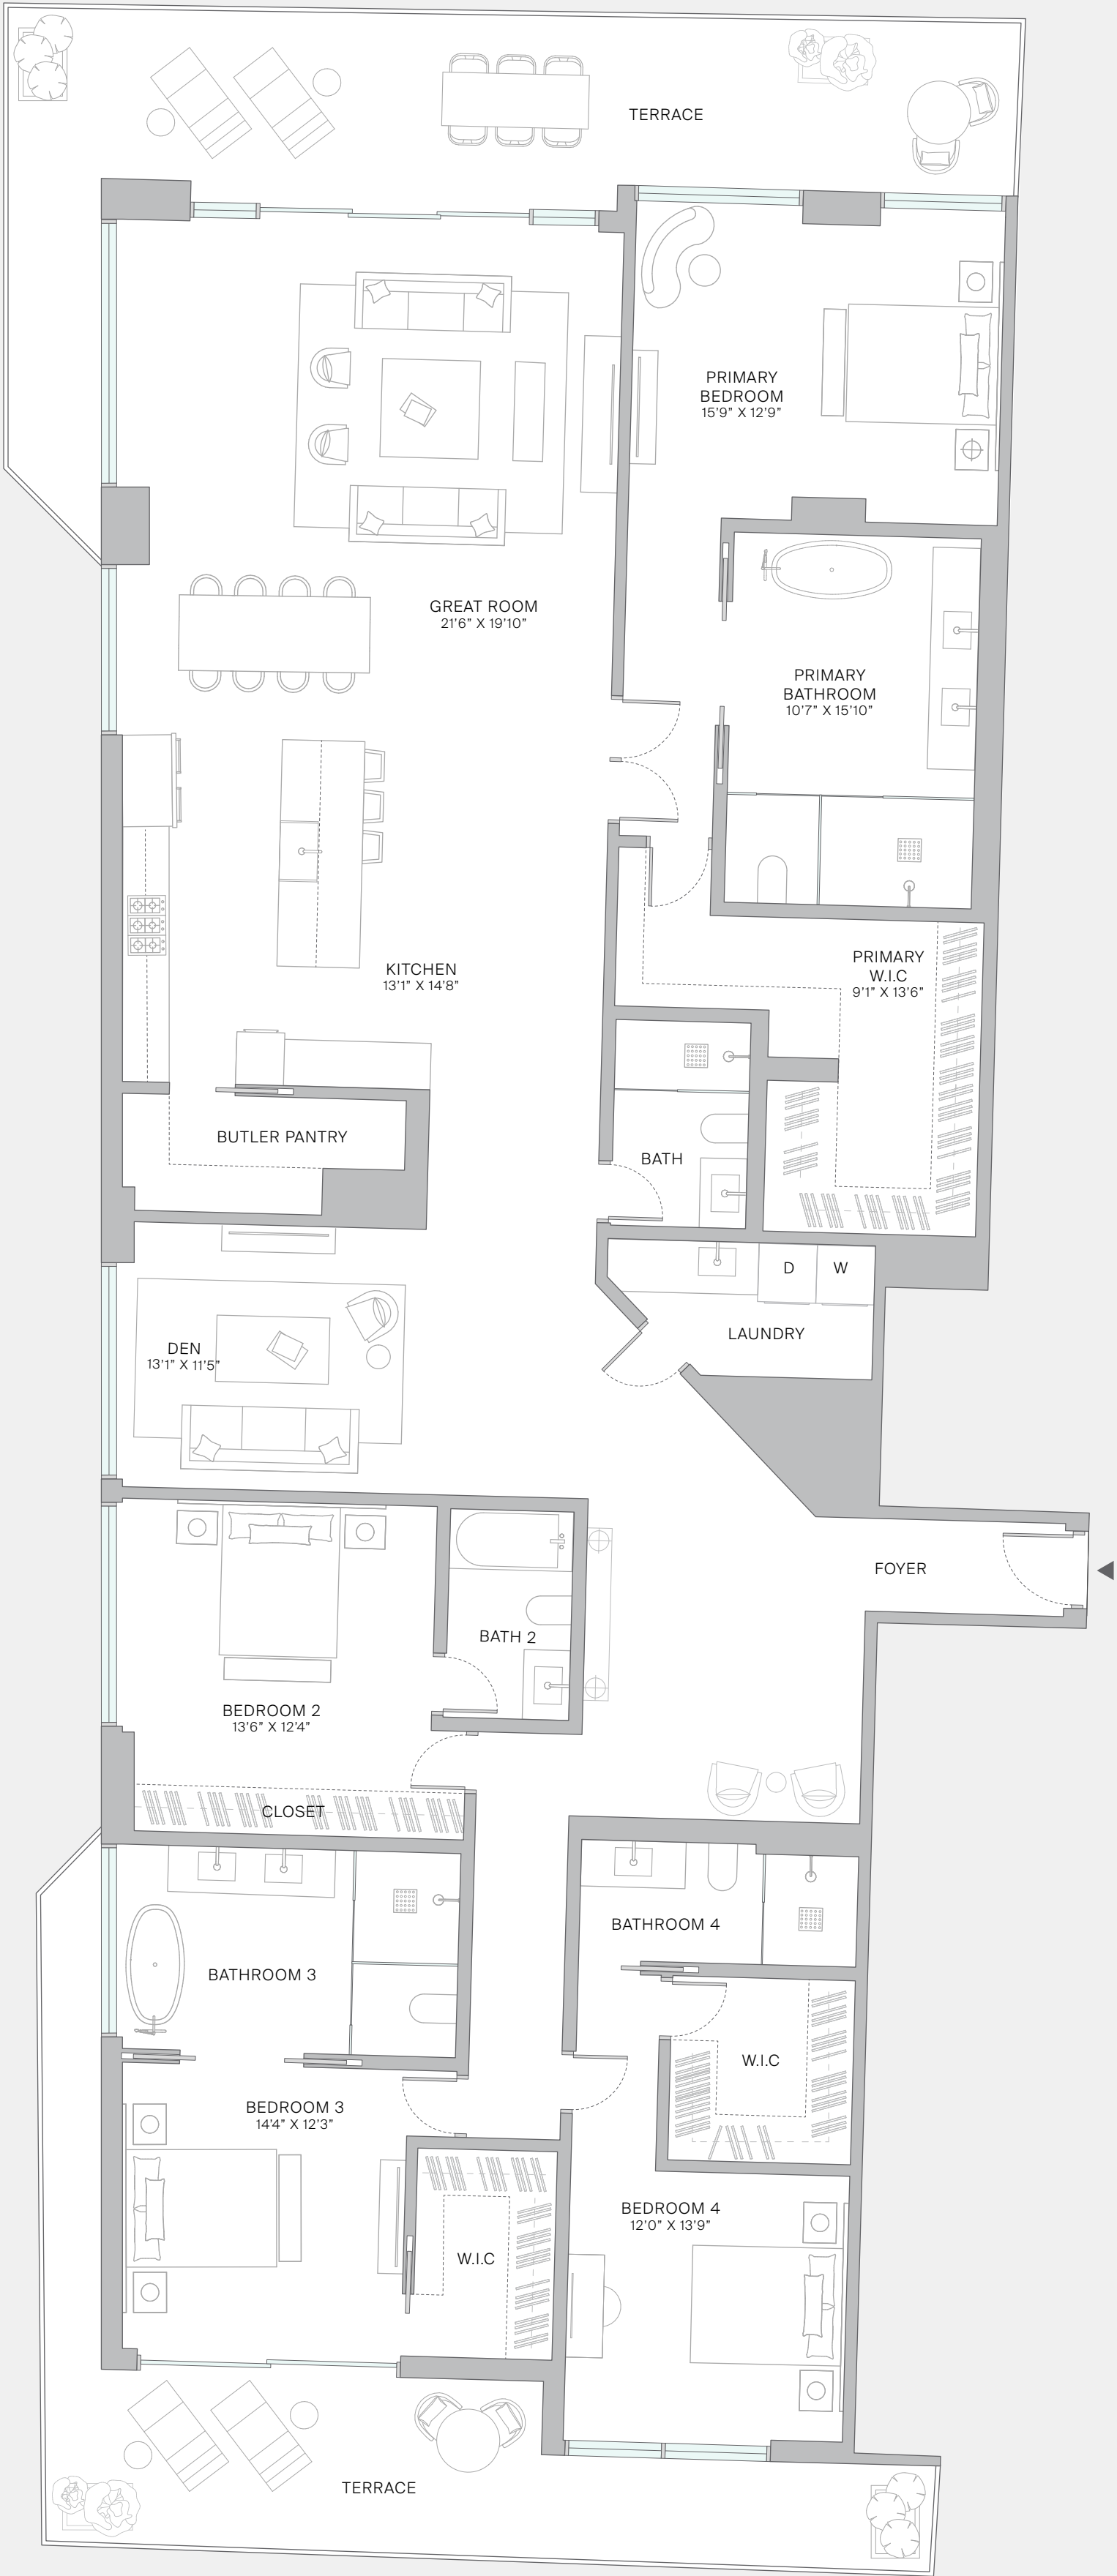 TERRACE
PRIMARY
BEDROOM
15'9" X 12'9"
GREAT ROOM
21'6" X 19'10"
PRIMARY
BATHROOM
10'7" X 15'10"
KITCHEN
13'1" X 14'8"
PRIMARY
W.I.C
9'1" X 13'6"
BUTLER PANTRY
BATH
D
W
LAUNDRY
DEN
13'1" X 11'5"
FOYER
BATH 2
BEDROOM 2
13'6" X 12'4"
CLOSET
BATHROOM 4
BATHROOM 3
W.I.C
BEDROOM 3
14'4" X 12'3"
BEDROOM 4
12'0" X 13'9"
W.I.C
TERRACE